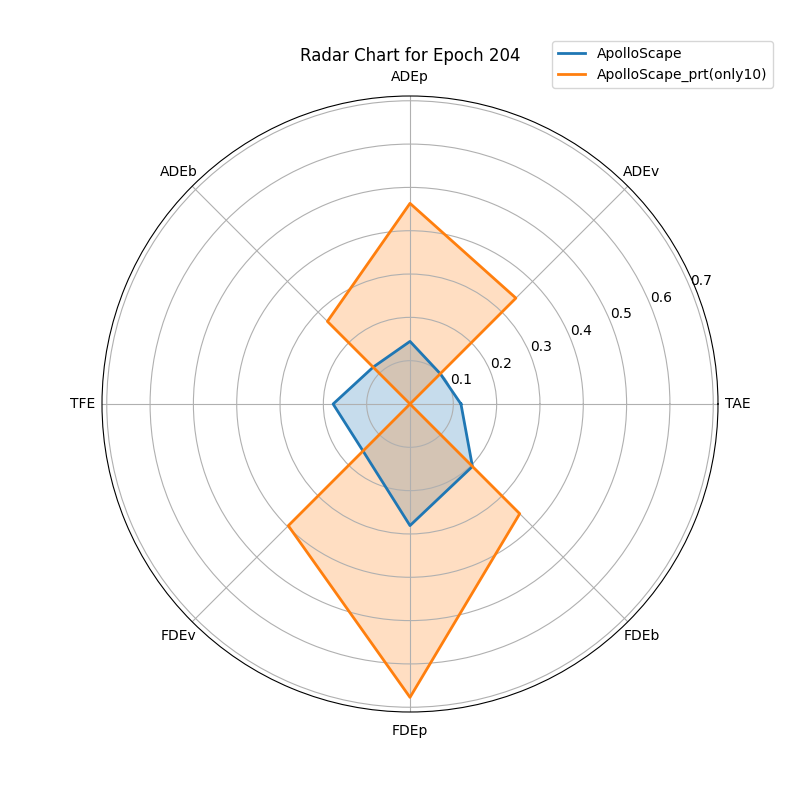 Radar Chart for Epoch 204
ApolloScape
ApolloScape_prt(only10)
ADEp
ADEb
ADEv
0.7
0.6
0.5
0.4
0.3
0.2
0.1
TFE
TAE
FDEv
FDEb
FDEp